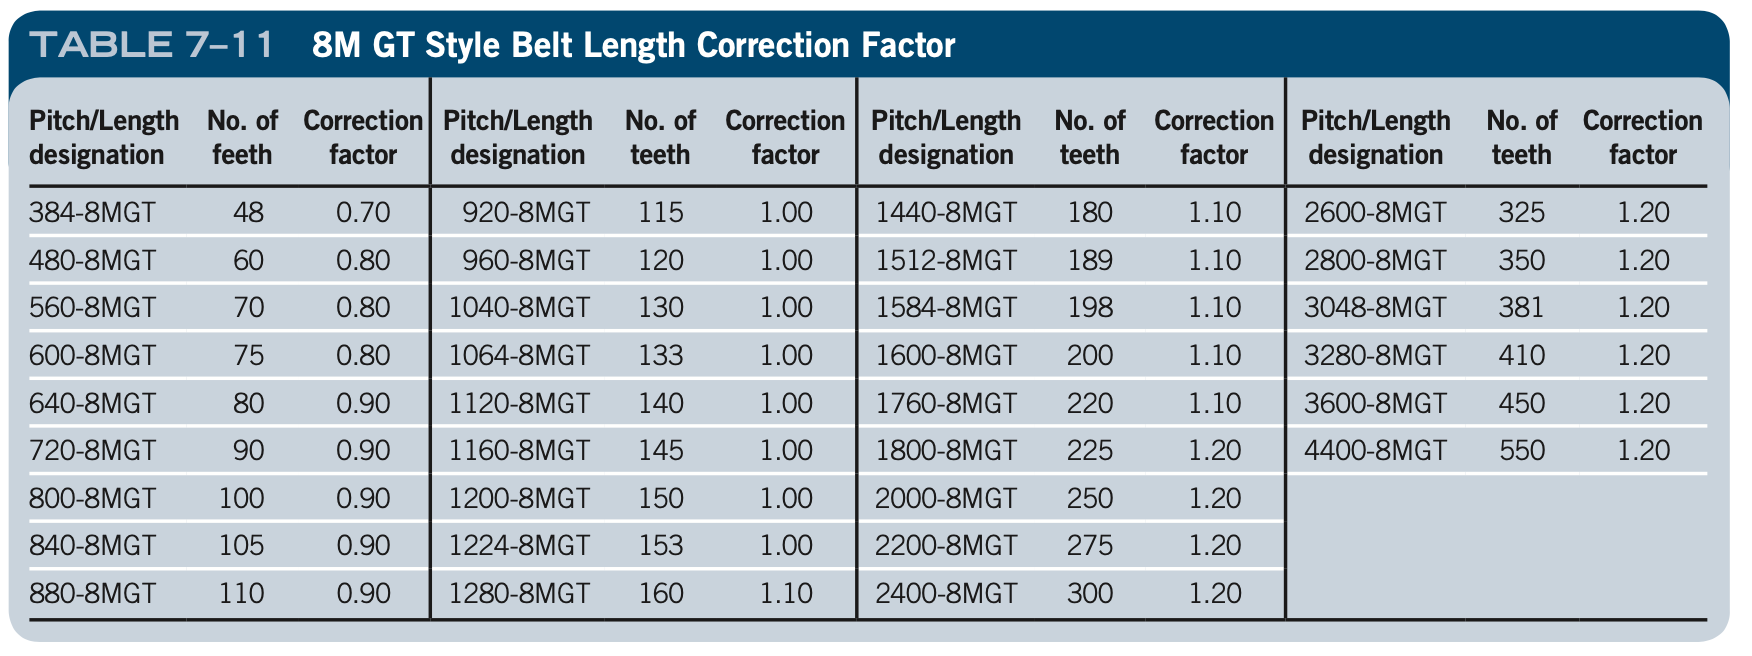 TABLE 7–11 8M GT Style Belt Length Correction Factor
Pitch/Length No. of Correction Pitch/Length No. of Correction Pitch/Length No. of Correction Pitch/Length No. of Correction
designation feeth factor designation teeth factor designation teeth factor designation teeth factor
384-8MGT 48 0.70 920-8MGT 115 1.00 1440-8MGT 180 1.10 2600-8MGT 325 1.20
480-8MGT 60 0.80 960-8MGT 120 1.00 1512-8MGT 189 1.10 2800-8MGT 350 1.20
560-8MGT 70 0.80 1040-8MGT 130 1.00 1584-8MGT 198 1.10 3048-8MGT 381 1.20
600-8MGT 75 0.80 1064-8MGT 133 1.00 1600-8MGT 200 1.10 3280-8MGT 410 1.20
640-8MGT 80 0.90 1120-8MGT 140 1.00 1760-8MGT 220 1.10 3600-8MGT 450 1.20
720-8MGT 90 0.90 1160-8MGT 145 1.00 1800-8MGT 225 1.20 4400-8MGT 550 1.20
800-8MGT 100 0.90 1200-8MGT 150 1.00 2000-8MGT 250 1.20
840-8MGT 105 0.90 1224-8MGT 153 1.00 2200-8MGT 275 1.20
880-8MGT 110 0.90 1280-8MGT 160 1.10 2400-8MGT 300 1.20